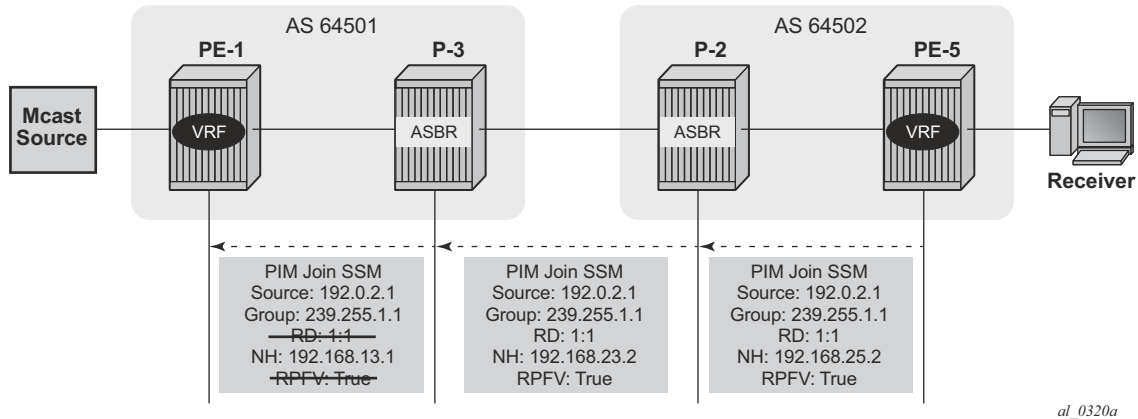 AS 64501
AS 64502
PE-1
P-3
P-2
PE-5
Mcast
Source
VRF
ASBR
ASBR
VRF
Receiver
PIM Join SSM
Source: 192.0.2.1
Group: 239.255.1.1
RD: 1:1
NH: 192.168.13.1
RPFV: True
PIM Join SSM
Source: 192.0.2.1
Group: 239.255.1.1
RD: 1:1
NH: 192.168.23.2
RPFV: True
PIM Join SSM
Source: 192.0.2.1
Group: 239.255.1.1
RD: 1:1
NH: 192.168.25.2
RPFV: True
al_0320a